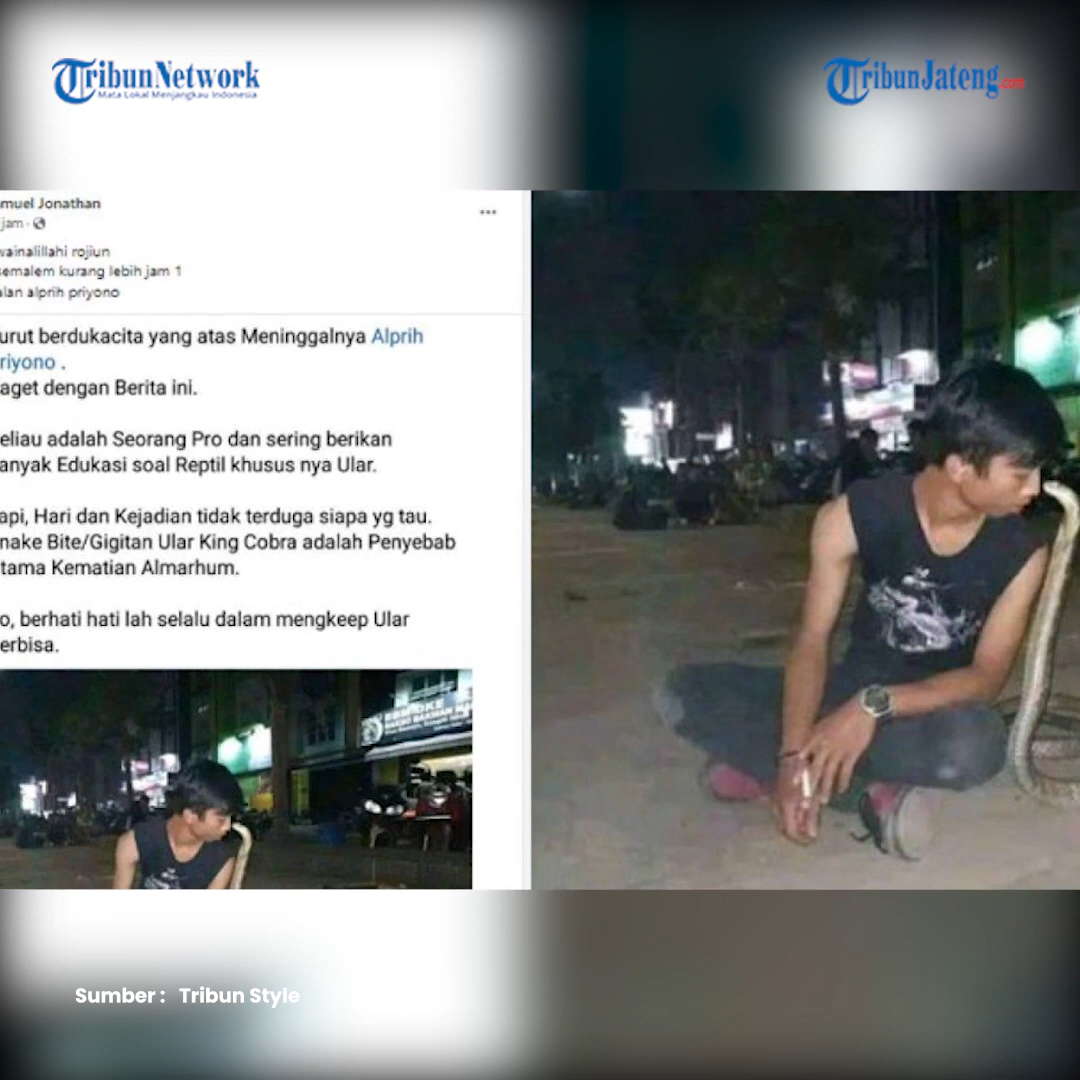 TribunNetwork
Mata Lokal Menjangkau Indonesia
TribunJateng.com
muel Jonathan
jam ·
vainalillahi rojiun
semalem kurang lebih jam 1
alan alprih priyono
urut berdukacita yang atas Meninggalnya Alprih
riyono .
aget dengan Berita ini.
eliau adalah Seorang Pro dan sering berikan
anyak Edukasi soal Reptil khusus nya Ular.
api, Hari dan Kejadian tidak terduga siapa yg tau.
nake Bite/Gigitan Ular King Cobra adalah Penyebab
tama Kematian Almarhum.
o, berhati hati lah selalu dalam mengkeep Ular
erbisa.
Sumber : Tribun Style